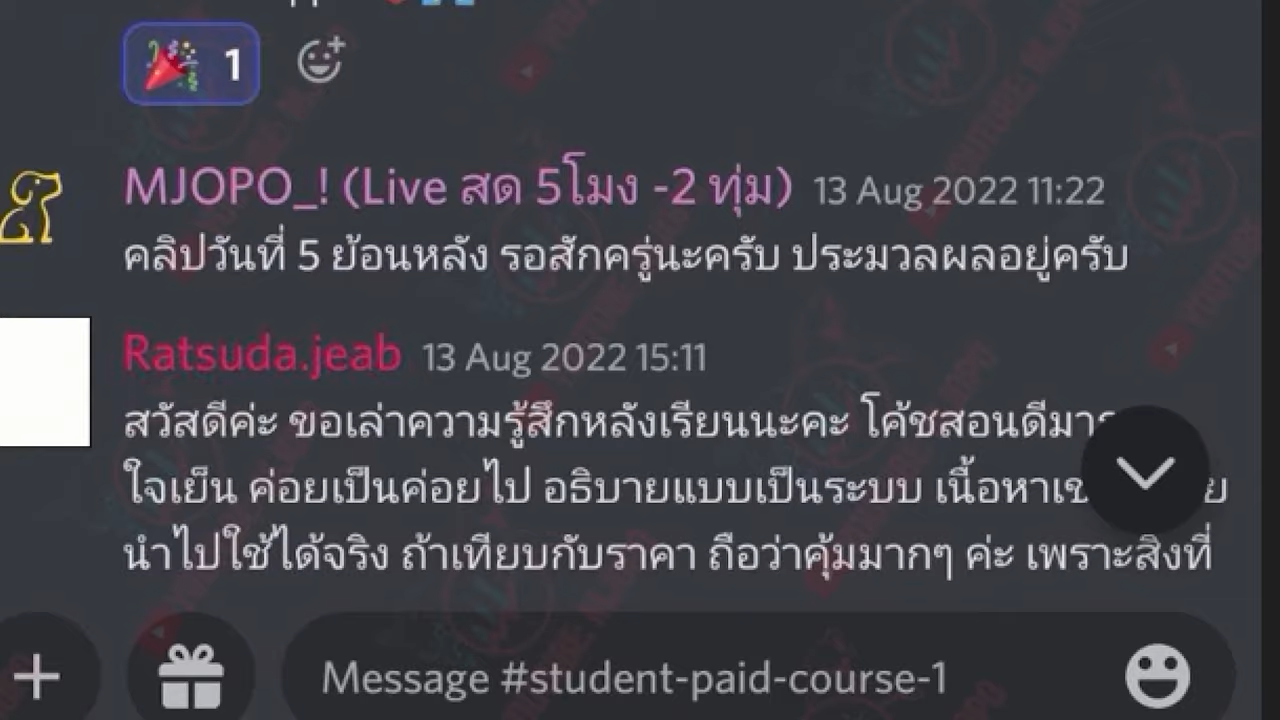 1
MJOPO_! (Live สด 5โมง -2 ทุ่ม) 13 Aug 2022 11:22
คลิปวันที่ 5 ย้อนหลัง รอสักครู่นะครับ ประมวลผลอยู่ครับ
Ratsuda.jeab 13 Aug 2022 15:11
สวัสดีค่ะ ขอเล่าความรู้สึกหลังเรียนนะคะ โค้ชสอนดีมาก
ใจเย็น ค่อยเป็นค่อยไป อธิบายแบบเป็นระบบ เนื้อหา
นำไปใช้ได้จริง ถ้าเทียบกับราคา ถือว่าคุ้มมากๆ ค่ะ เพราะสิ่งที่
Message #student-paid-course-1